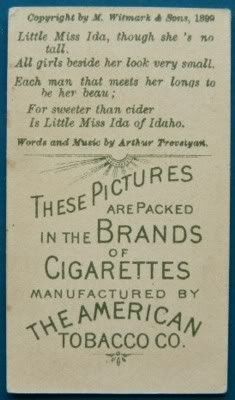 Copyright by M. Witmark & Sons, 1899
Little Miss Ida, though she's no
tall.
All girls beside her look very small.
Each man that meets her longs to
be her beau;
For sweeter than cider
Is Little Miss Ida of Idaho.
Words and Music by Arthur Trevelyan.
THESE PICTURES
ARE PACKED
IN THE BRANDS
OF
CIGARETTES
MANUFACTURED BY
THE AMERICAN
TOBACCO CO.